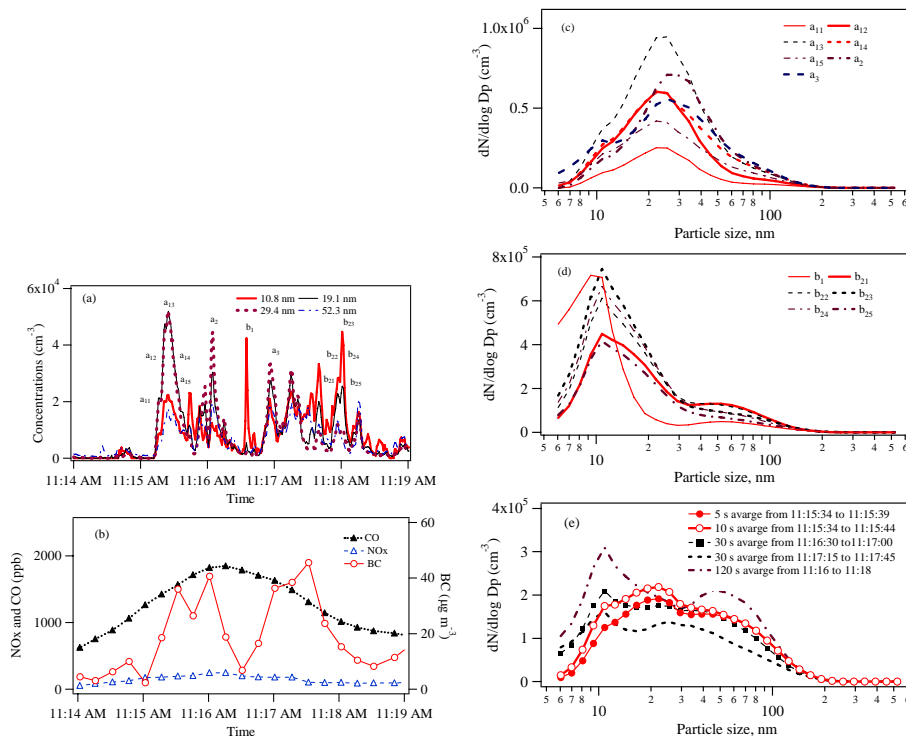 (a)
10.8 nm
19.1 nm
29.4 nm
52.3 nm
a13
a12
a14
a11
a15
a2
b1
a3
b22
b21
b23
b24
b25
6x10^4
4
2
0
Concentrations (cm^-3)
11:14 AM 11:15 AM 11:16 AM 11:17 AM 11:18 AM 11:19 AM
Time
(b)
CO
NOx
BC
2000
1000
0
NOx and CO (ppb)
60
40
20
0
BC (ug m^-3)
11:14 AM 11:15 AM 11:16 AM 11:17 AM 11:18 AM 11:19 AM
Time
(c)
a11 a12
a13 a14
a15 a2
a3
1.0x10^6
0.5
0.0
dN/dlog Dp (cm^-3)
5 6 7 8 10 2 3 4 5 6 7 8 100 2 3 4 5 6
Particle size, nm
(d)
b1 b21
b22 b23
b24 b25
8x10^5
6
4
2
0
dN/dlog Dp (cm^-3)
5 6 7 8 10 2 3 4 5 6 7 8 100 2 3 4 5 6
Particle size, nm
(e)
5 s avarge from 11:15:34 to 11:15:39
10 s avarge from 11:15:34 to 11:15:44
30 s avarge from 11:16:30 to11:17:00
30 s avarge from 11:17:15 to 11:17:45
120 s avarge from 11:16 to 11:18
4x10^5
3
2
1
0
dN/dlog Dp (cm^-3)
5 6 7 8 10 2 3 4 5 6 7 8 100 2 3 4 5 6
Particle size, nm